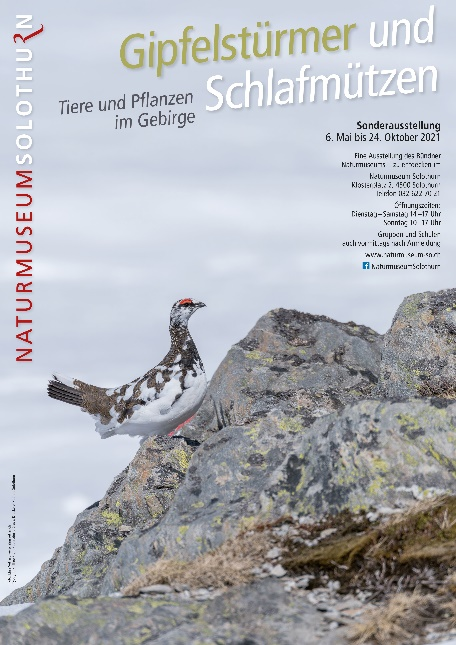 NATURMUSEUMSOLOTHURN
Gipfelstürmer und
Schlafmützen
Tiere und Pflanzen
im Gebirge
Sonderausstellung
6. Mai bis 24. Oktober 2021
Eine Ausstellung des Bündner
Naturmuseums – zu entdecken im
Naturmuseum Solothurn
Klosterplatz 2, 4500 Solothurn
Telefon 032 622 70 21
Öffnungszeiten:
Dienstag–Samstag 14–17 Uhr
Sonntag 10–17 Uhr
Gruppen und Schulen
auch vormittags nach Anmeldung
www.naturmuseum-so.ch
NaturmuseumSolothurn